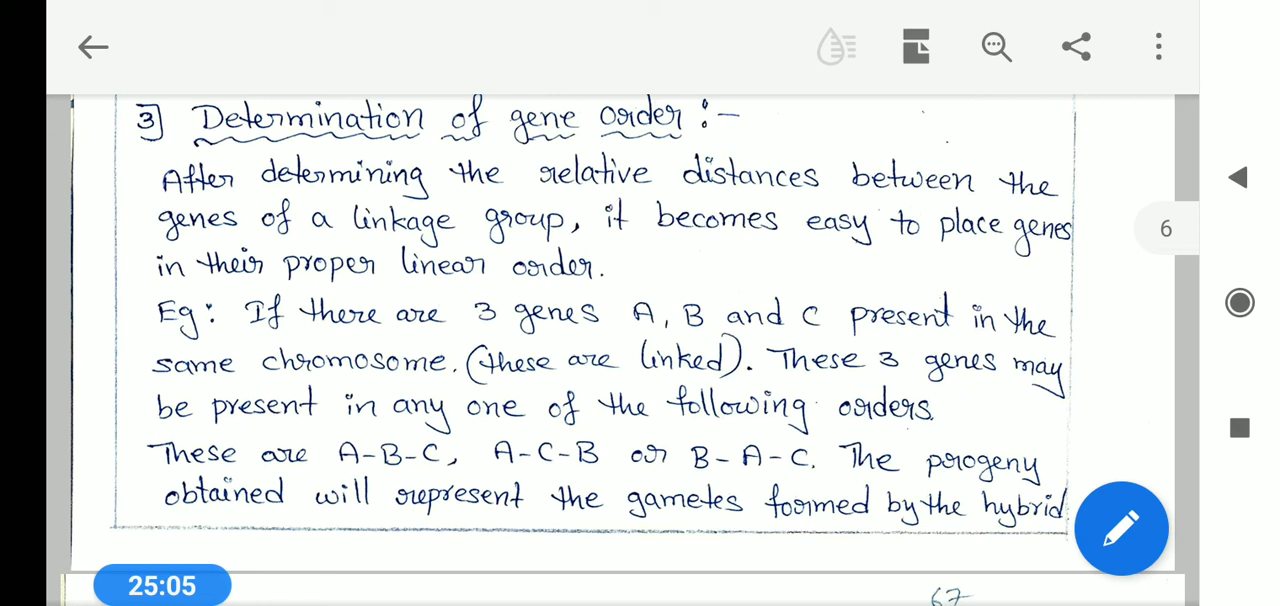 6
3] Determination of gene order :-
After determining the relative distances between the
genes of a linkage group, it becomes easy to place genes
in their proper linear order.
Eg: If there are 3 genes A, B and C present in the
same chromosome. (these are linked). These 3 genes may
be present in any one of the following orders.
These are A-B-C, A-C-B or B-A-C. The progeny
obtained will represent the gametes formed by the hybrid.
25:05
67